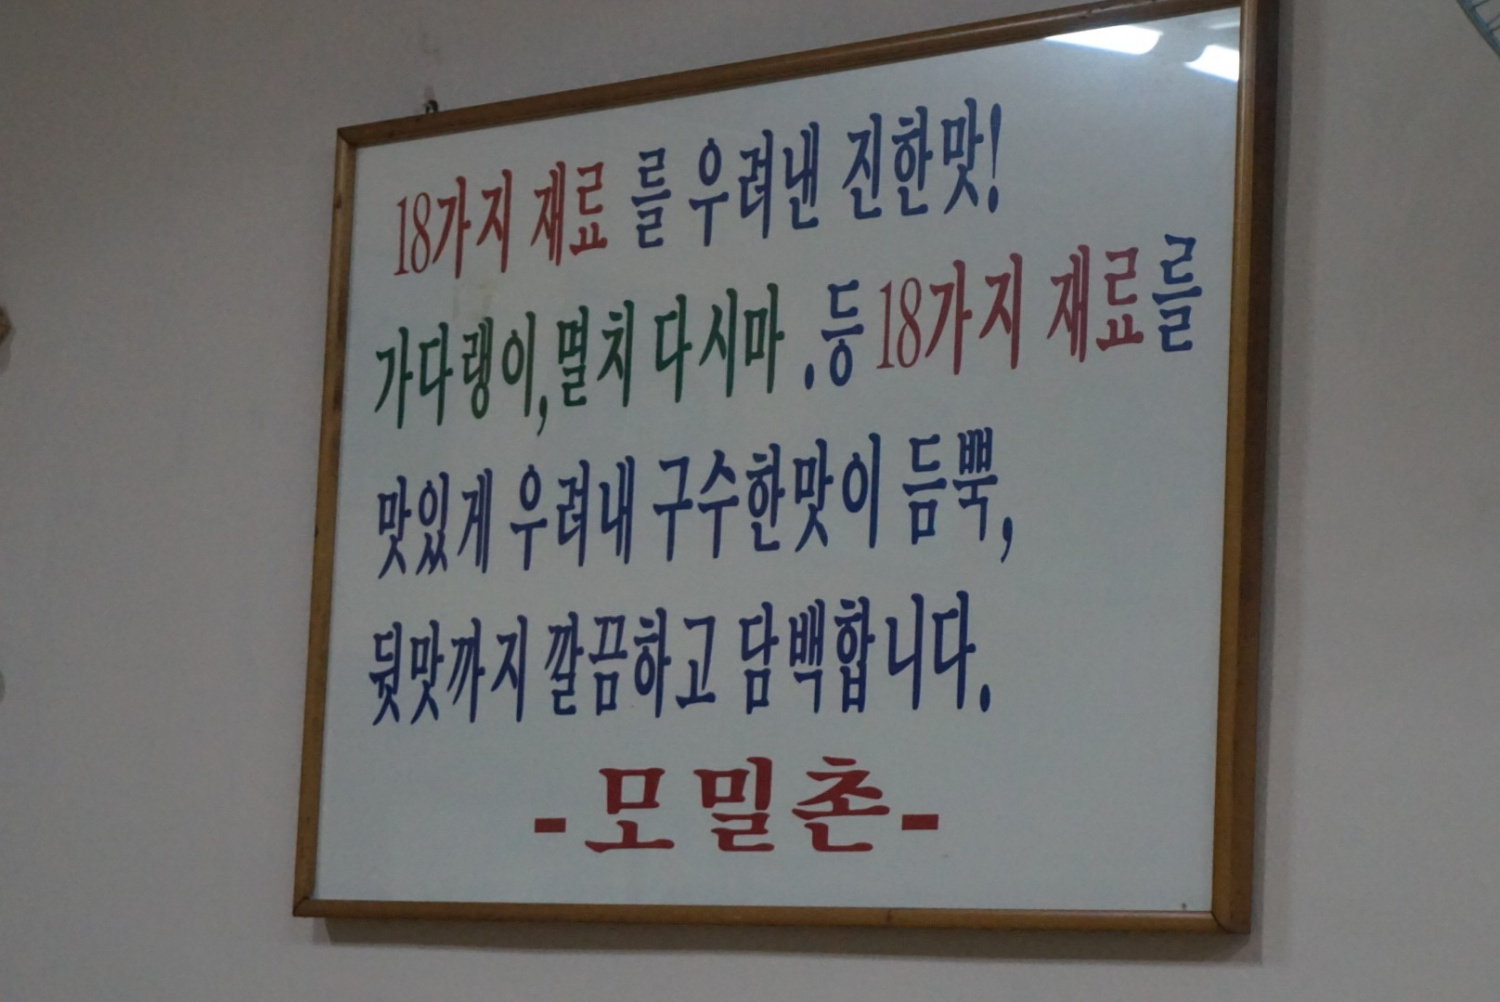 18가지 재료를 우려낸 진한맛!
가다랭이,멸치 다시마.등 18가지 재료를
맛있게 우려내 구수한맛이 듬뿍,
뒷맛까지 깔끔하고 담백합니다.
-모밀촌-